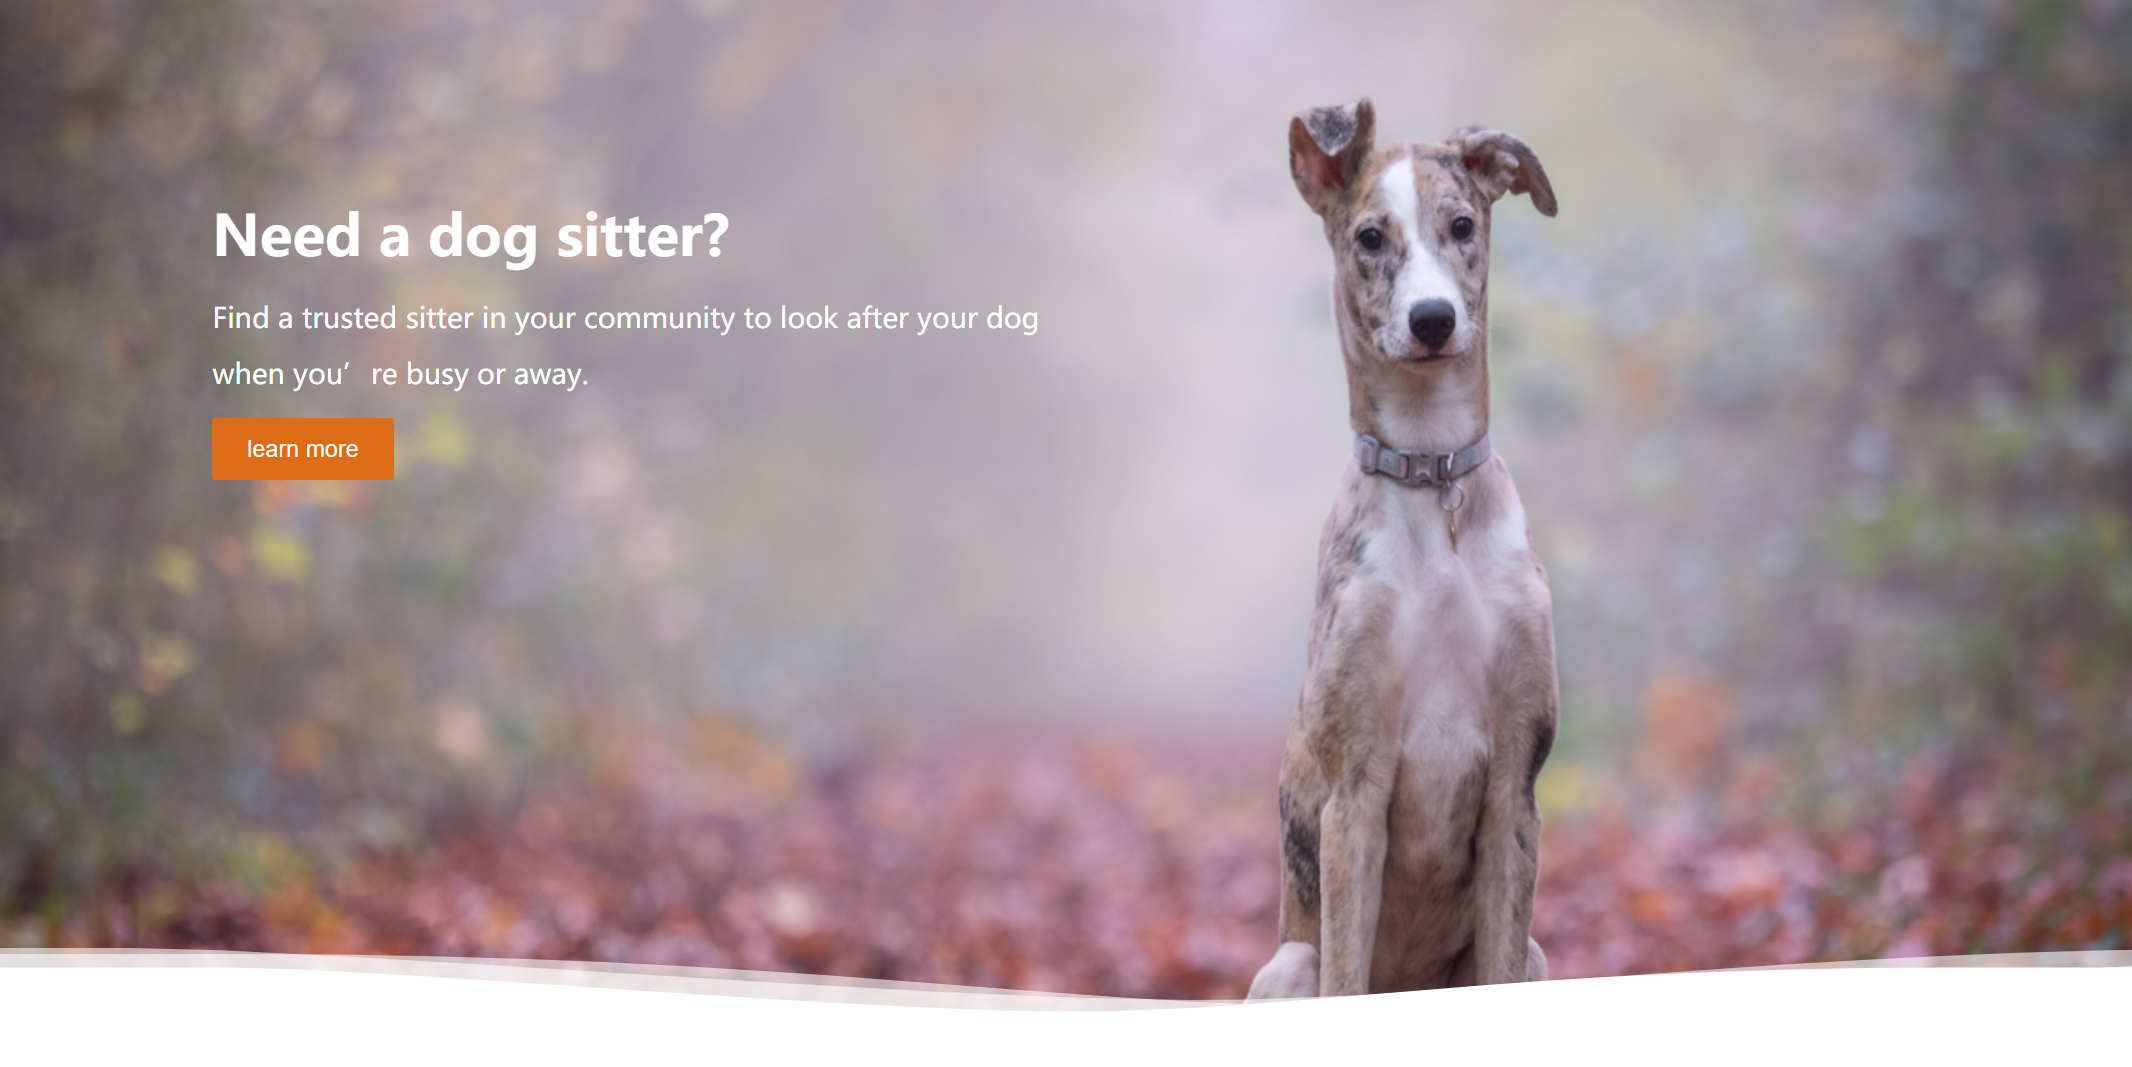 Need a dog sitter?
Find a trusted sitter in your community to look after your dog
when you’re busy or away.
learn more